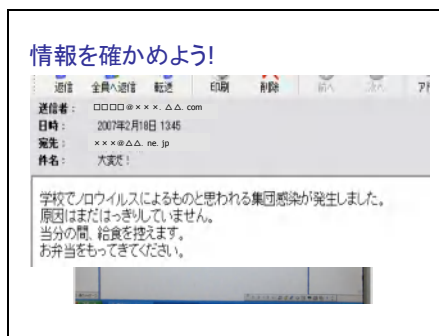 情報を確かめよう!
返信 全員へ返信 転送 印刷 削除 前へ 次へ
送信者： □□□□@×××.△△.com
日時： 2007年2月18日 13:45
宛先： ×××@△△.ne.jp
件名： 大変だ！
学校でノロウイルスによるものと思われる集団感染が発生しました。
原因はまだはっきりしていません。
当分の間、給食を控えます。
お弁当をもってきてください。